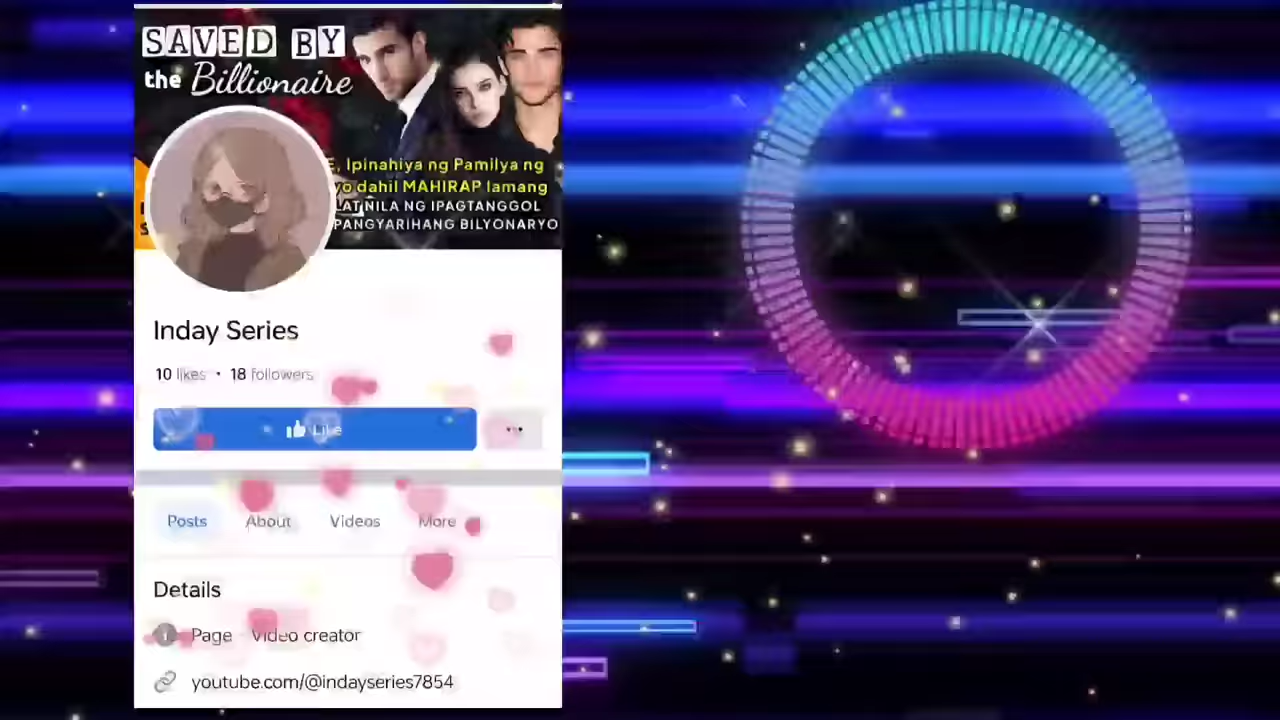 SAVED BY
the Billionaire
Ipinahiya ng Pamilya ng
dahil MAHIRAP lamang
NILA NG IPAGTANGGOL
PANGYARIHANG BILYONARYO
Inday Series
10 likes • 18 followers
Like
Posts About Videos More
Details
Page Video creator
youtube.com/@indayseries7854